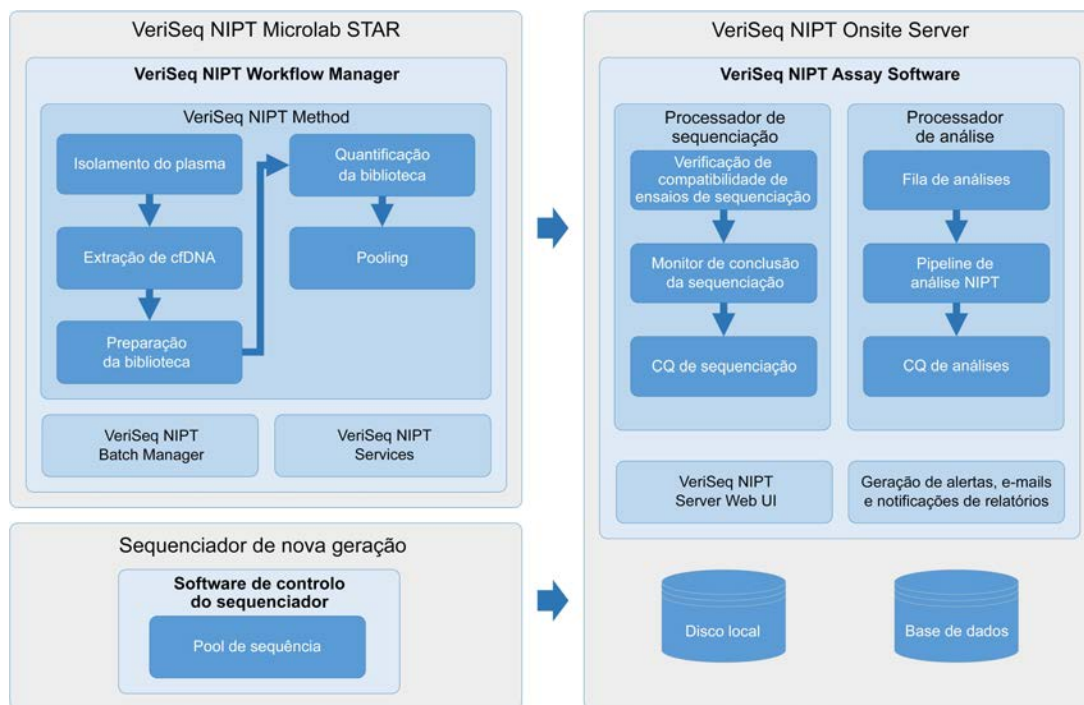 VeriSeq NIPT Microlab STAR
VeriSeq NIPT Workflow Manager
VeriSeq NIPT Method
Isolamento do plasma
Extração de cfDNA
Preparação
da biblioteca
Quantificação
da biblioteca
Pooling
VeriSeq NIPT
Batch Manager
VeriSeq NIPT
Services
Sequenciador de nova geração
Software de controlo
do sequenciador
Pool de sequência
VeriSeq NIPT Onsite Server
VeriSeq NIPT Assay Software
Processador de
sequenciação
Verificação de
compatibilidade de
ensaios de sequenciação
Monitor de conclusão
da sequenciação
CQ de sequenciação
Processador
de análise
Fila de análises
Pipeline de
análise NIPT
CQ de análises
VeriSeq NIPT
Server Web UI
Geração de alertas, e-mails
e notificações de relatórios
Disco local
Base de dados